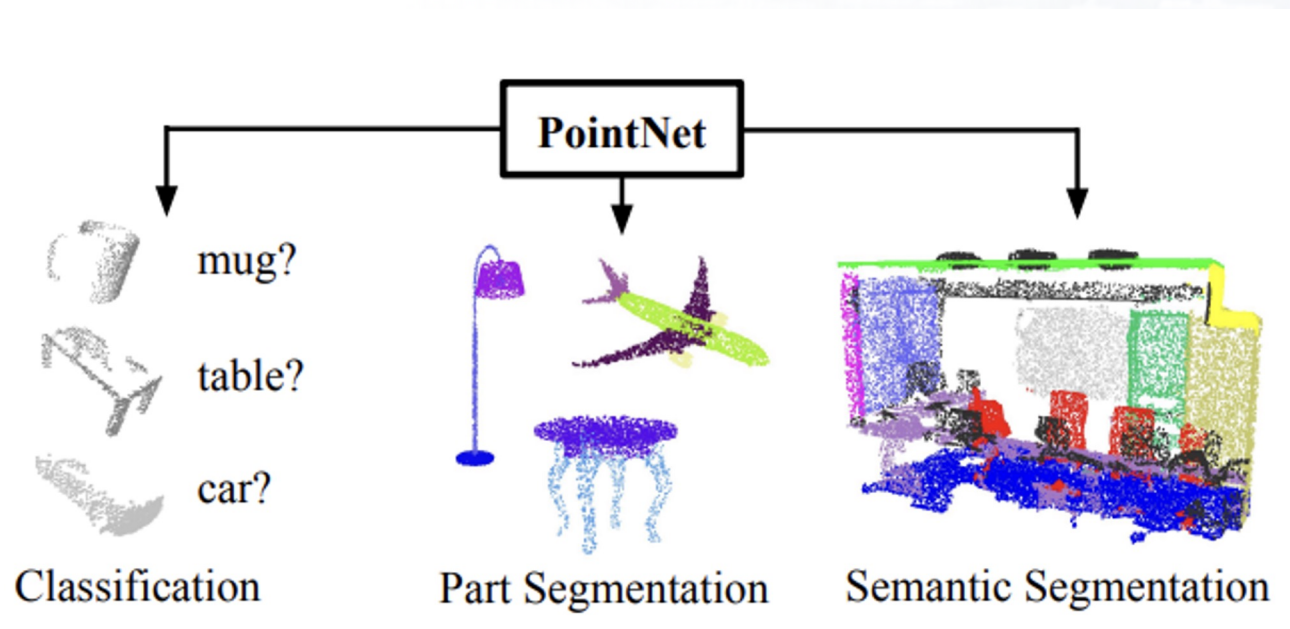 PointNet
mug?
table?
car?
Classification
Part Segmentation
Semantic Segmentation